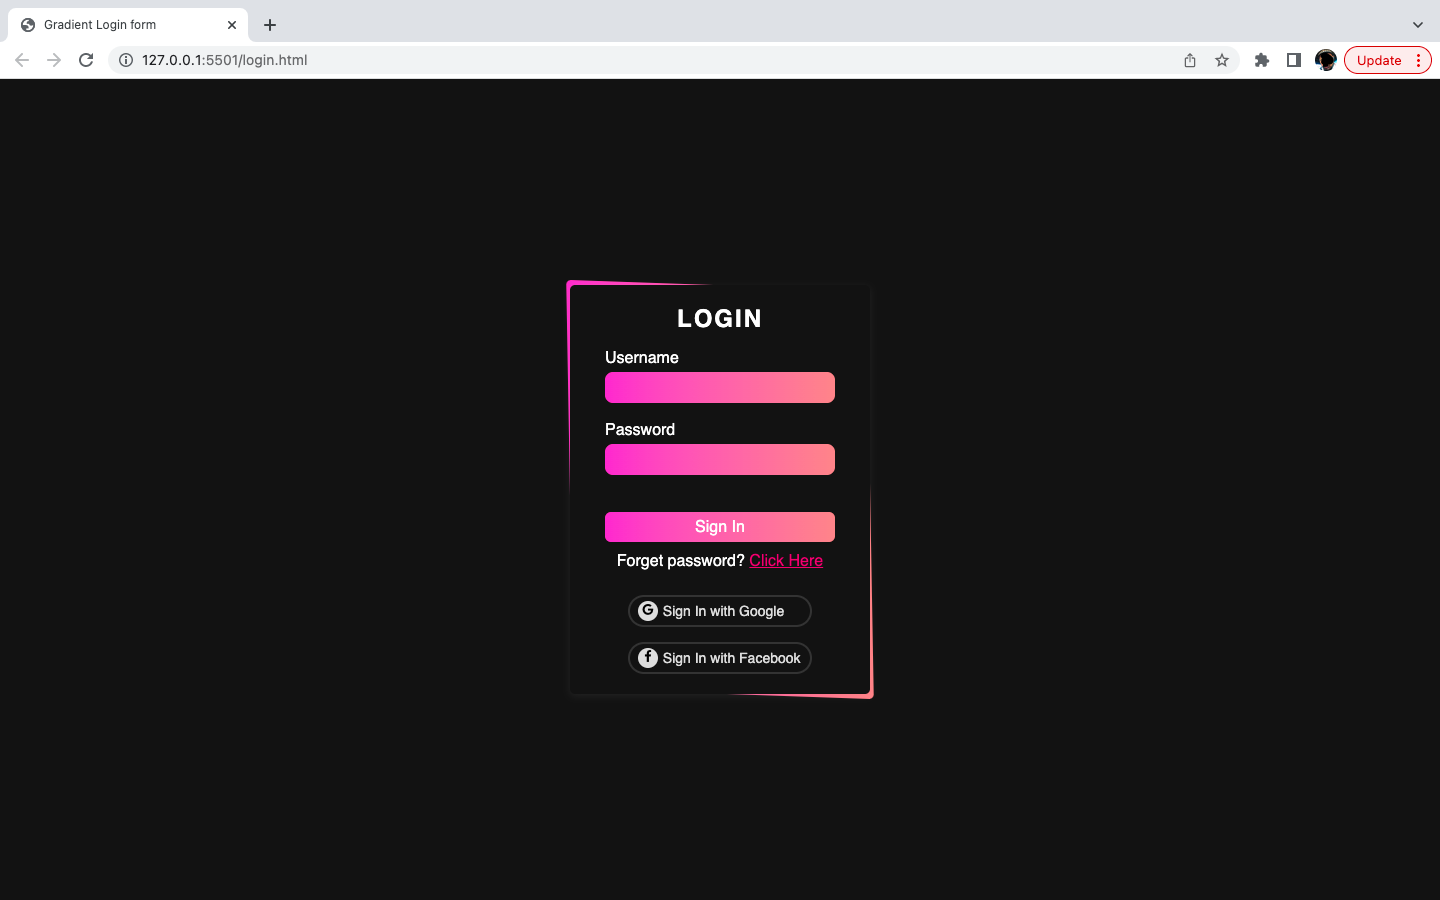 Gradient Login form
127.0.0.1:5501/login.html
Update
LOGIN
Username
Password
Sign In
Forget password? Click Here
G Sign In with Google
f Sign In with Facebook